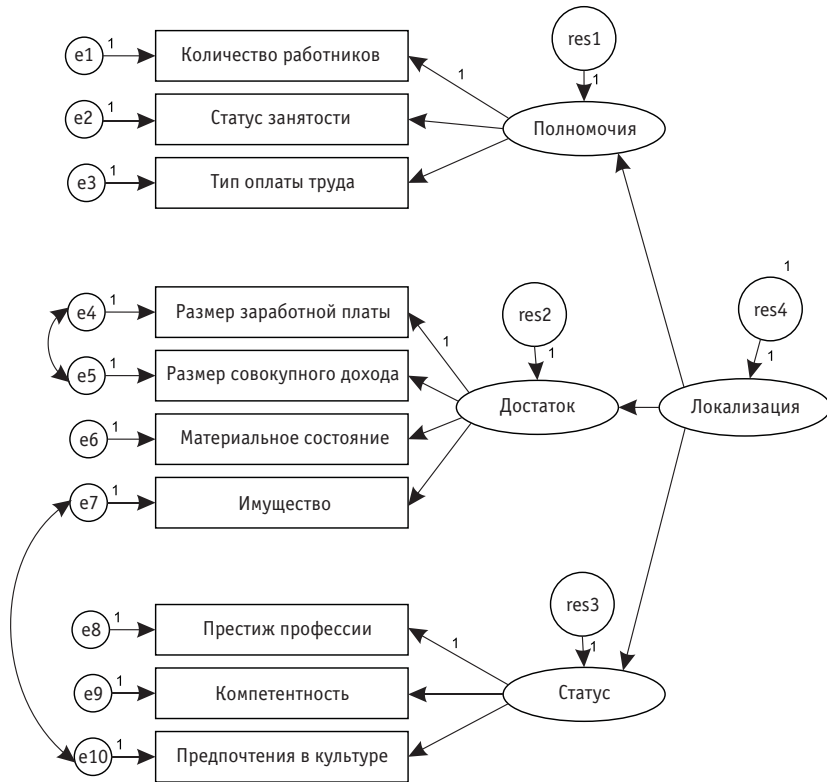 e1 1 Количество работников
res1
1
1
e2 1 Статус занятости
Полномочия
e3 1 Тип оплаты труда
e4 1 Размер заработной платы
1
res2
1
1
res4
1
e5 1 Размер совокупного дохода
Достаток
Локализация
e6 1 Материальное состояние
e7 1 Имущество
res3
e8 1 Престиж профессии
1
1
e9 1 Компетентность
Статус
e10 1 Предпочтения в культуре